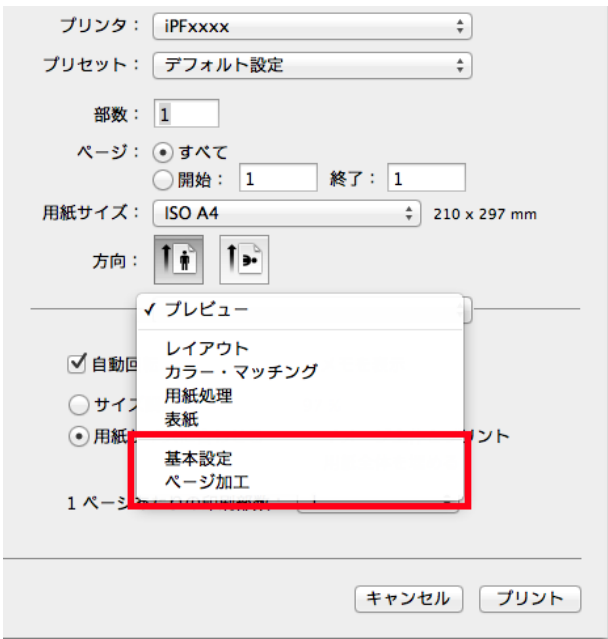 プリンタ： iPFxxxx
プリセット： デフォルト設定
部数： 1
ページ： すべて
開始： 1 終了： 1
用紙サイズ： ISO A4 210 x 297 mm
方向：
✓ プレビュー
レイアウト
自動回
カラー・マッチング
用紙処理
サイズ
表紙
用紙 ント
基本設定
ページ加工
1 ページ
キャンセル プリント